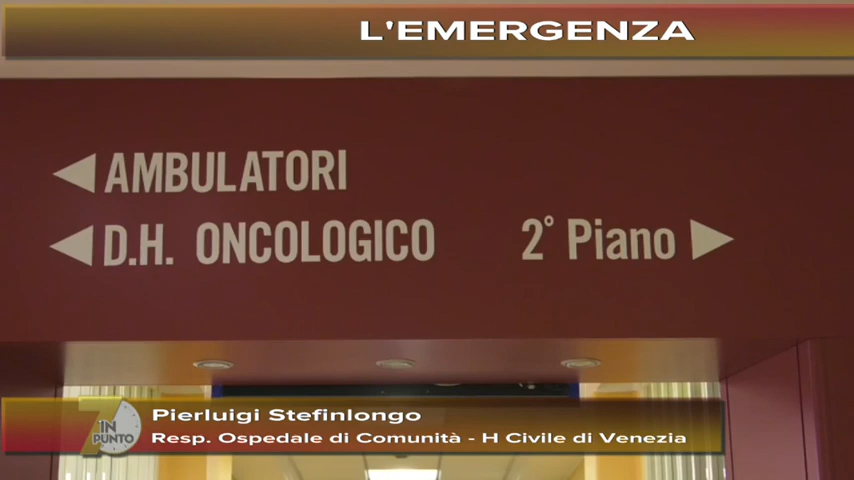 L'EMERGENZA
AMBULATORI
D.H. ONCOLOGICO 2° Piano
7 IN PUNTO
Pierluigi Stefinlongo
Resp. Ospedale di Comunità - H Civile di Venezia